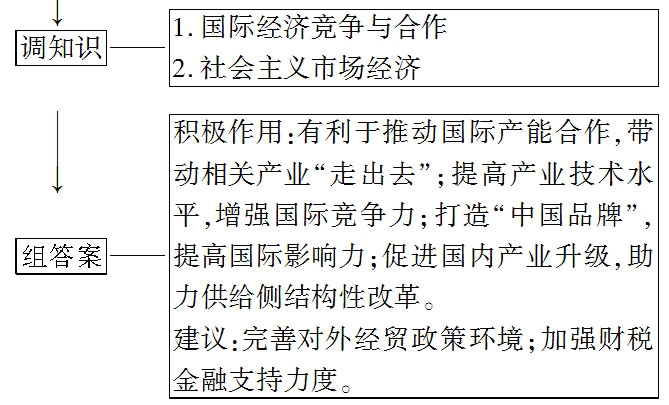 调知识
1. 国际经济竞争与合作
2. 社会主义市场经济
组答案
积极作用:有利于推动国际产能合作,带
动相关产业“走出去”;提高产业技术水
平,增强国际竞争力;打造“中国品牌”,
提高国际影响力;促进国内产业升级,助
力供给侧结构性改革。
建议:完善对外经贸政策环境;加强财税
金融支持力度。